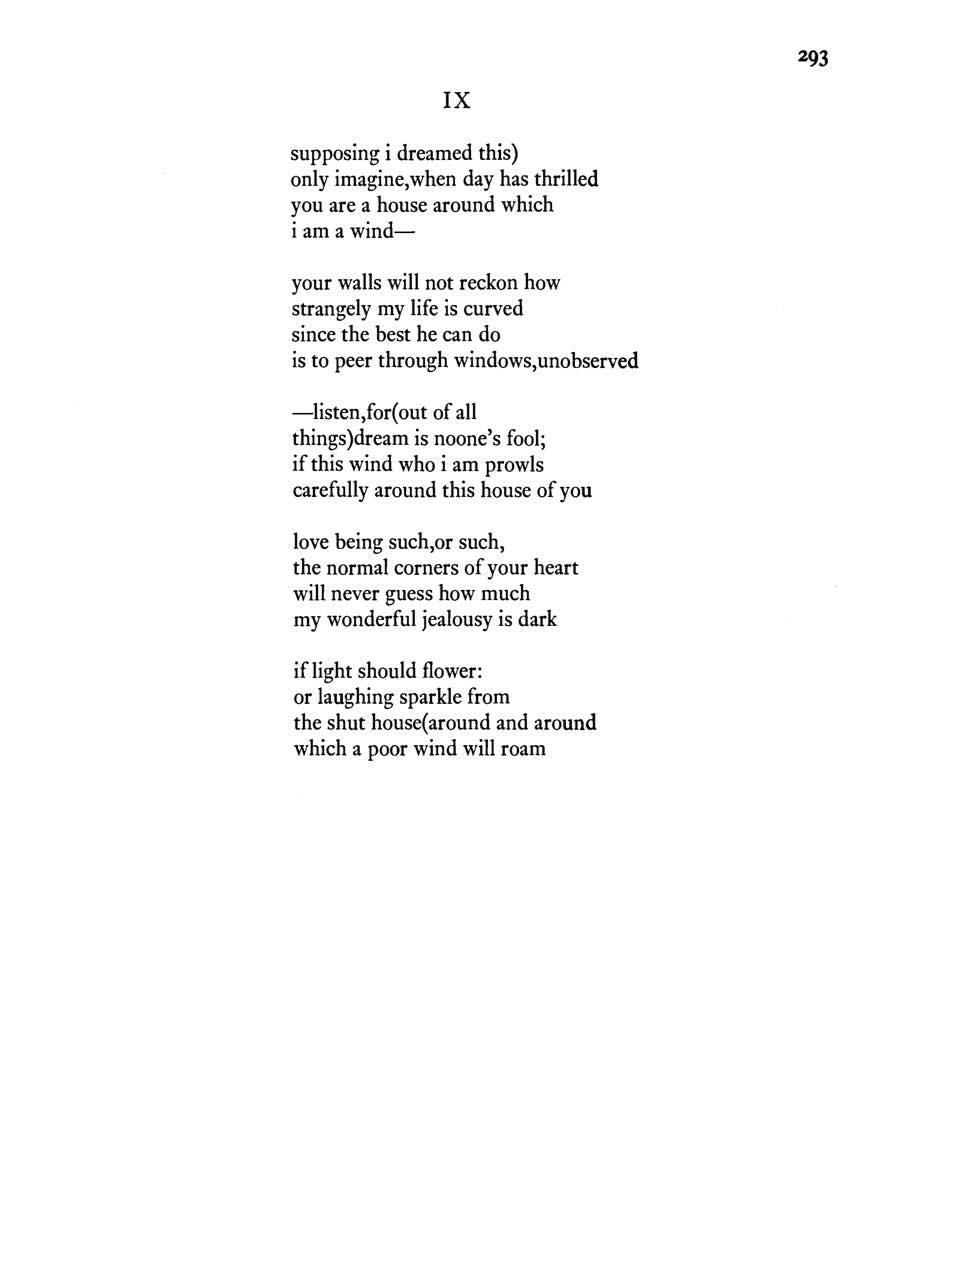 293
IX
supposing i dreamed this)
only imagine,when day has thrilled
you are a house around which
i am a wind—
your walls will not reckon how
strangely my life is curved
since the best he can do
is to peer through windows,unobserved
—listen,for(out of all
things)dream is noone's fool;
if this wind who i am prowls
carefully around this house of you
love being such,or such,
the normal corners of your heart
will never guess how much
my wonderful jealousy is dark
if light should flower:
or laughing sparkle from
the shut house(around and around
which a poor wind will roam